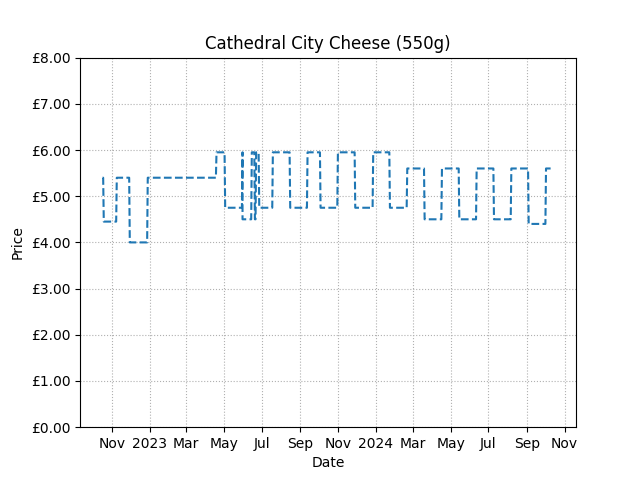 Cathedral City Cheese (550g)
£8.00
£7.00
£6.00
£5.00
£4.00
£3.00
£2.00
£1.00
£0.00
Price
Nov 2023 Mar May Jul Sep Nov 2024 Mar May Jul Sep Nov
Date